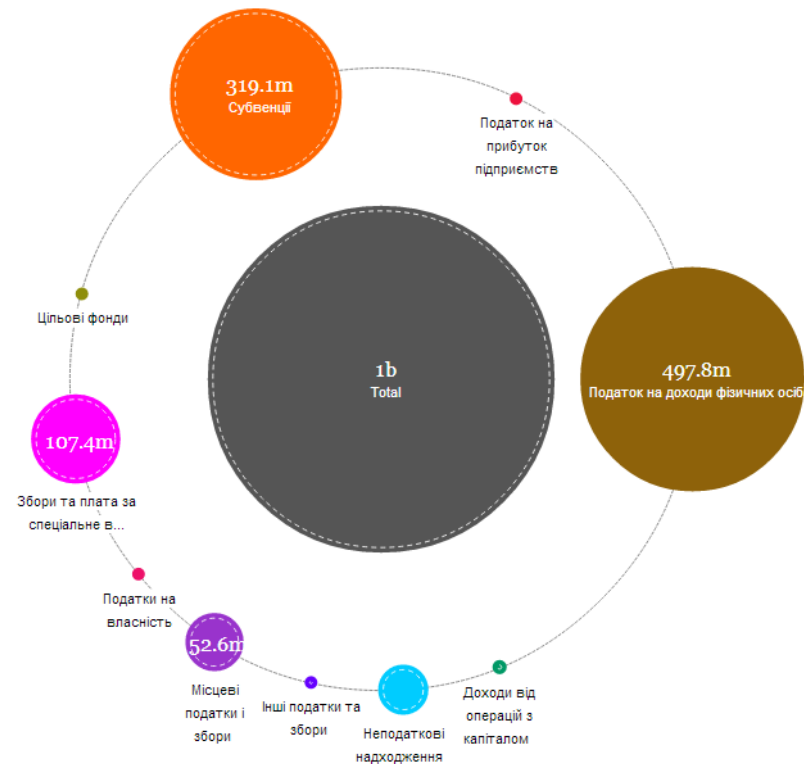 319.1m
Субвенції
Податок на
прибуток
підприємств
Цільові фонди
1b
Total
497.8m
Податок на доходи фізичних осіб
107.4m
Збори та плата за
спеціальне в...
Податки на
власність
52.6m
Місцеві
податки і
збори
Інші податки та
збори
Неподаткові
надходження
Доходи від
операцій з
капіталом